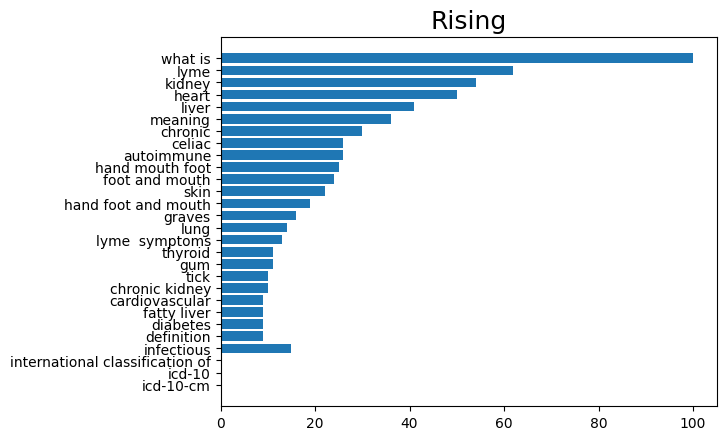 Rising
what is
lyme
kidney
heart
liver
meaning
chronic
celiac
autoimmune
hand mouth foot
foot and mouth
skin
hand foot and mouth
graves
lung
lyme  symptoms
thyroid
gum
tick
chronic kidney
cardiovascular
fatty liver
diabetes
definition
infectious
international classification of
icd-10
icd-10-cm
0 20 40 60 80 100